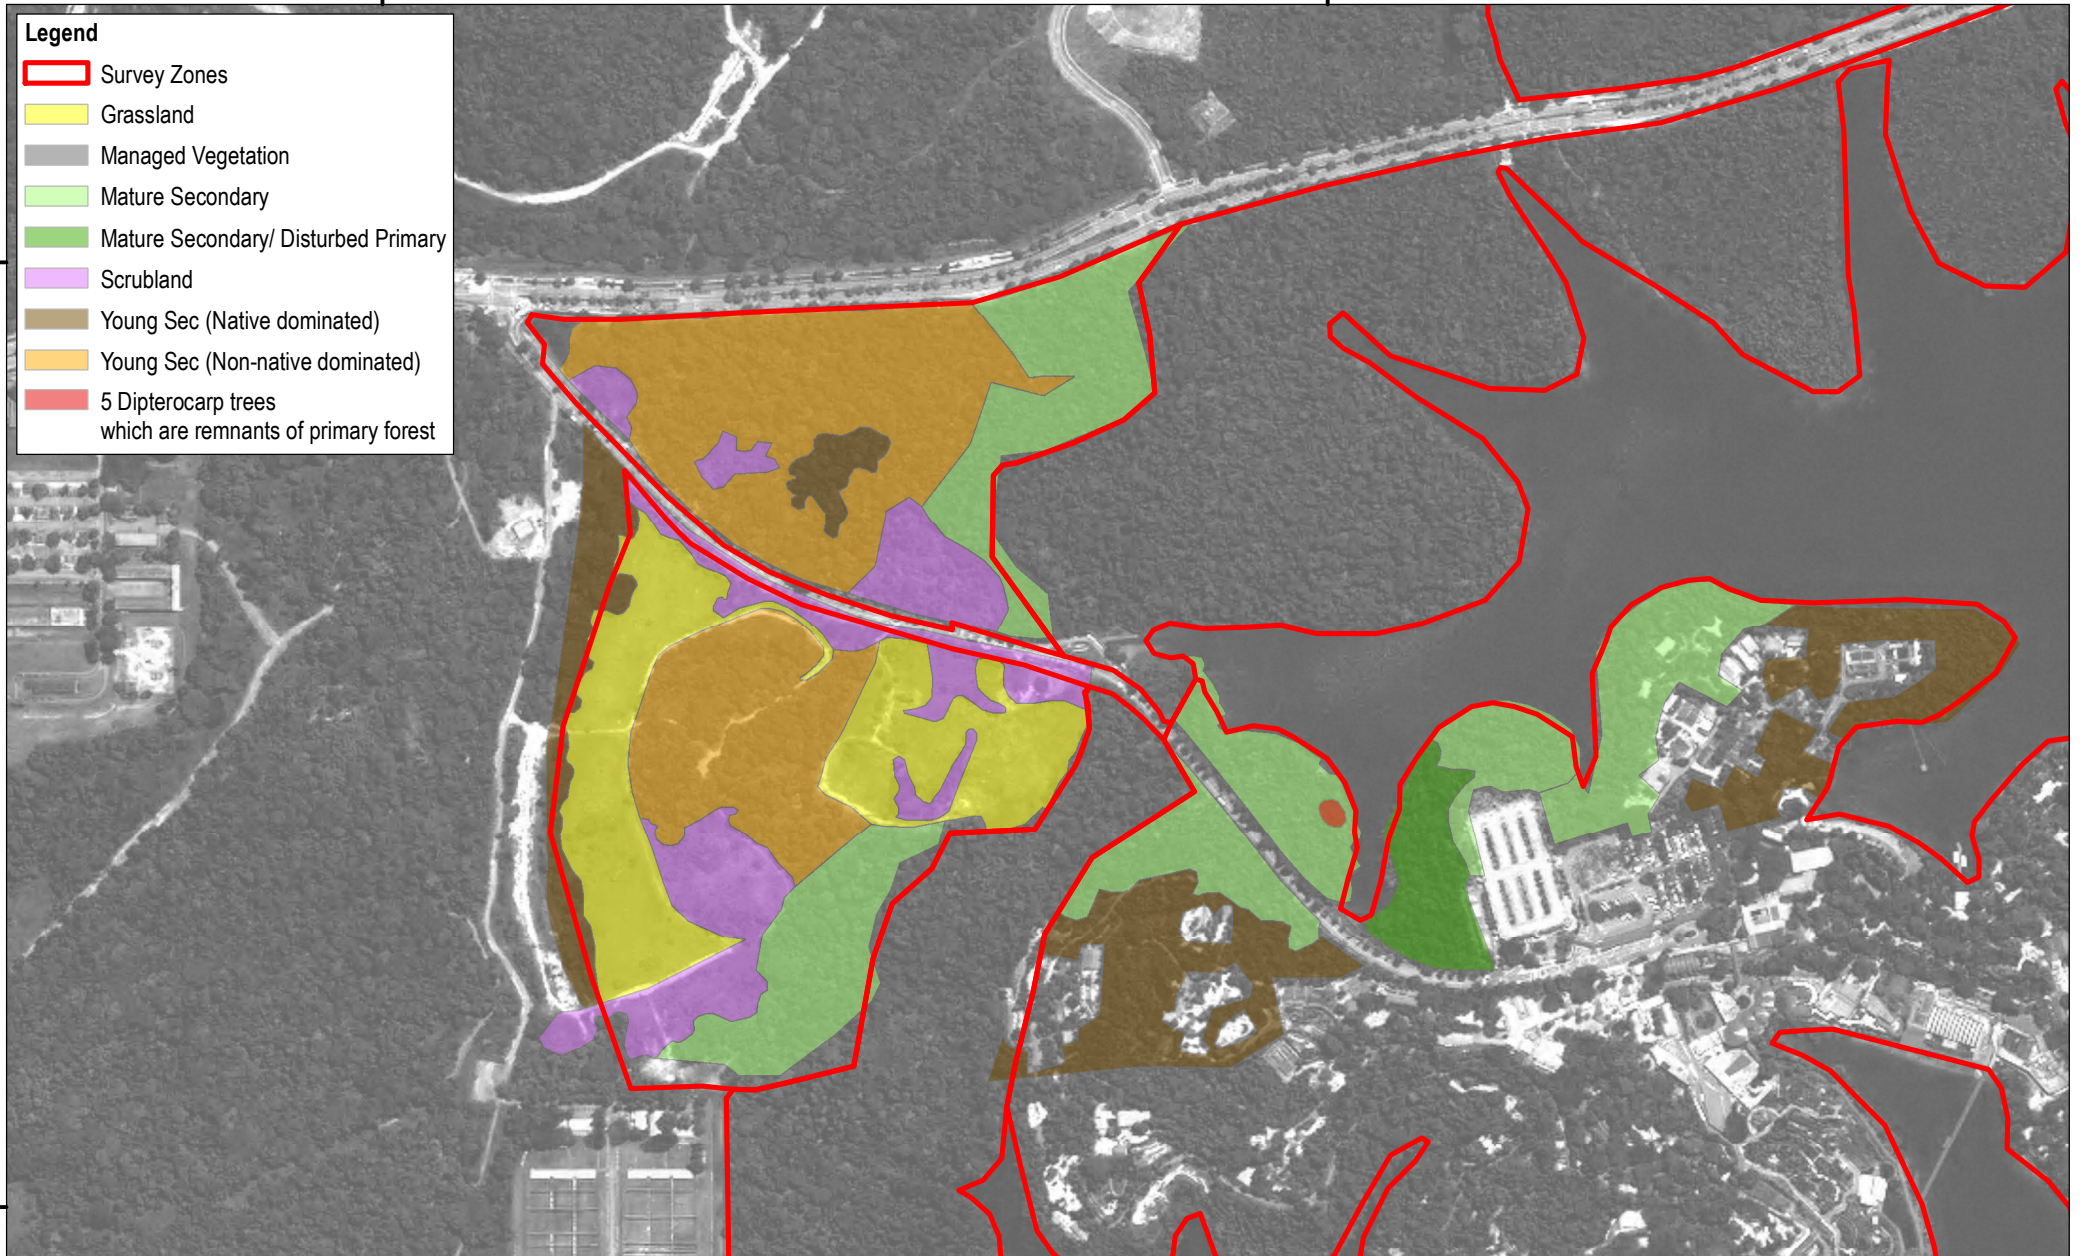 Legend
Survey Zones
Grassland
Managed Vegetation
Mature Secondary
Mature Secondary/ Disturbed Primary
Scrubland
Young Sec (Native dominated)
Young Sec (Non-native dominated)
5 Dipterocarp trees
which are remnants of primary forest